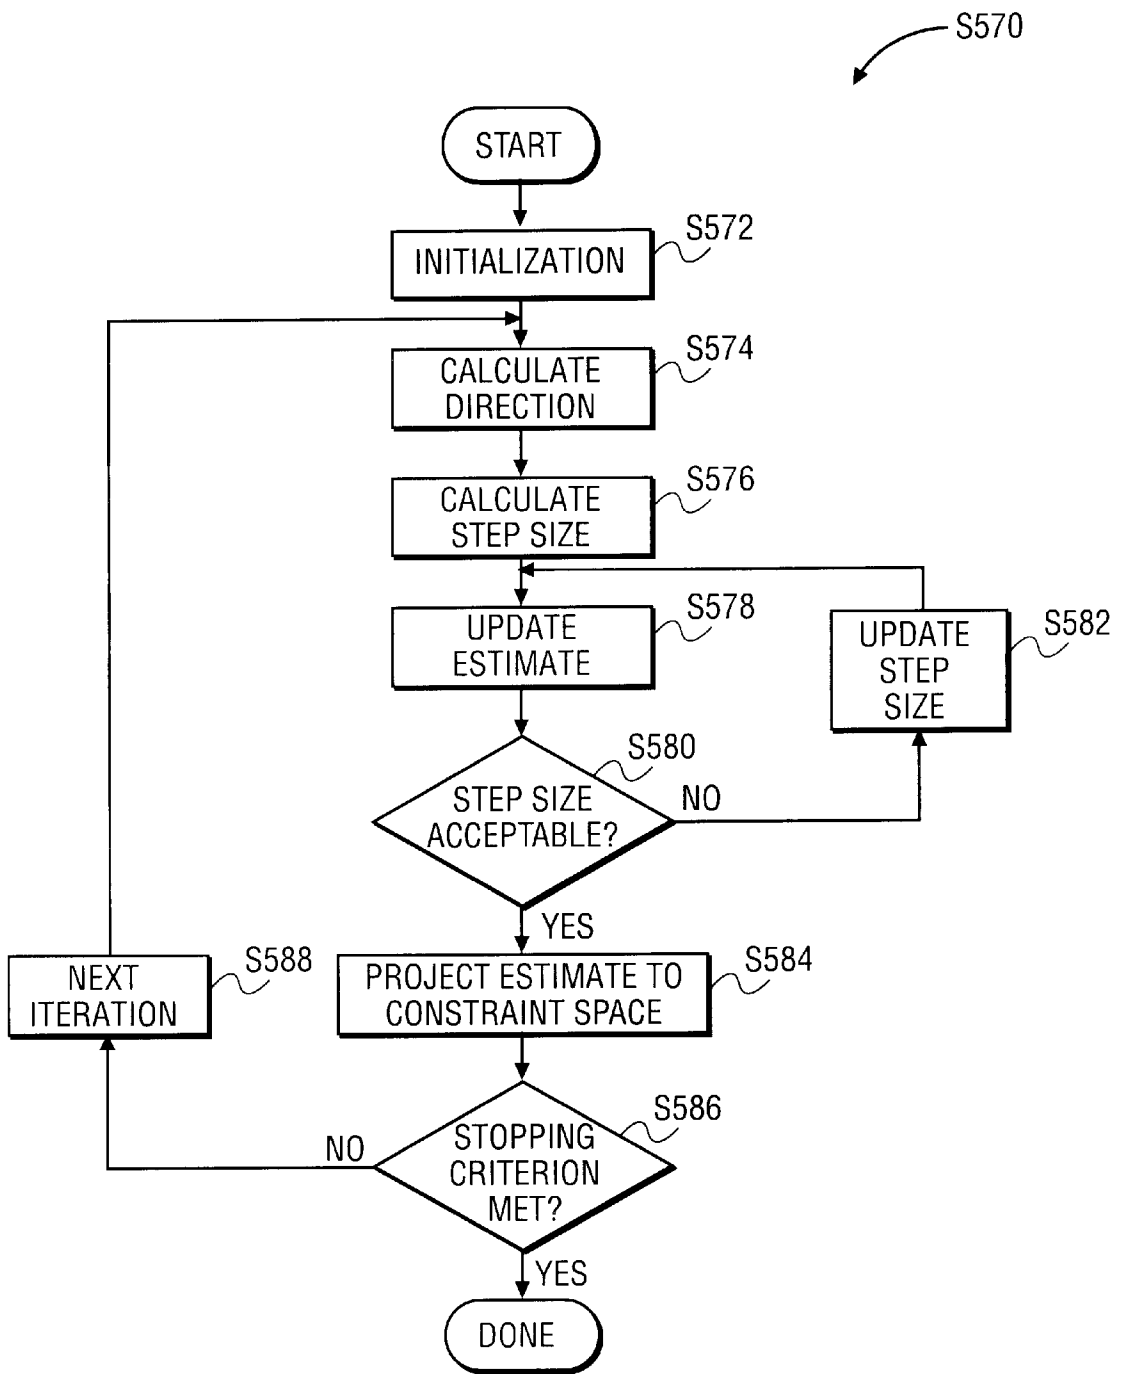 S570
START
S572
INITIALIZATION
S574
CALCULATE
DIRECTION
S576
CALCULATE
STEP SIZE
S578
UPDATE
ESTIMATE
S582
UPDATE
STEP
SIZE
S580
STEP SIZE
ACCEPTABLE?
NO
YES
S588
NEXT
ITERATION
S584
PROJECT ESTIMATE TO
CONSTRAINT SPACE
S586
STOPPING
CRITERION
MET?
NO
YES
DONE